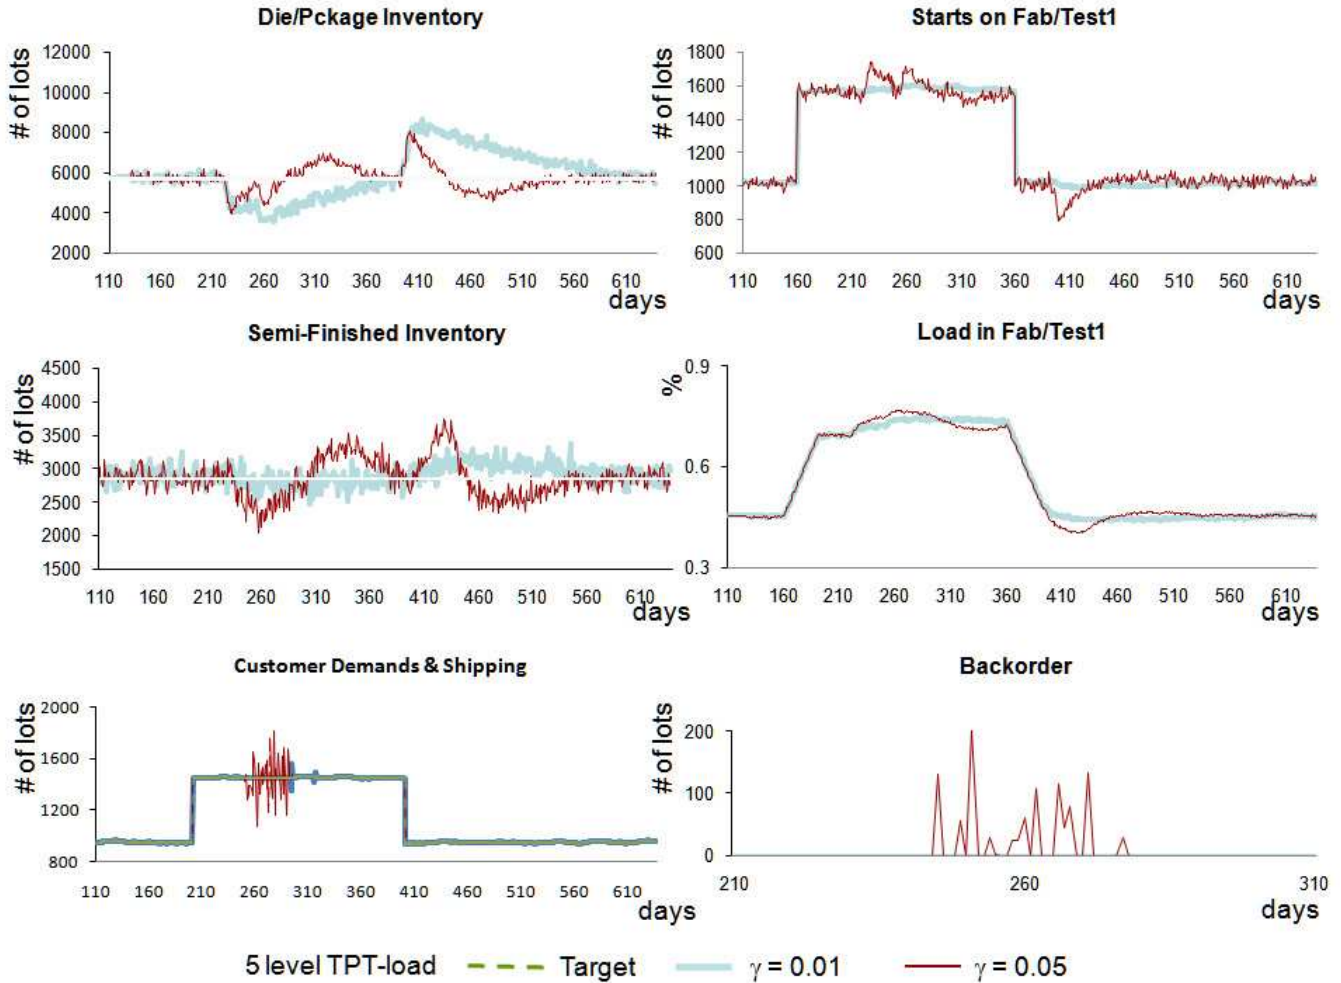 Die/Pckage Inventory
# of lots
12000
10000
8000
6000
4000
2000
110 160 210 260 310 360 410 460 510 560 610
days
Starts on Fab/Test1
# of lots
1800
1600
1400
1200
1000
800
600
110 160 210 260 310 360 410 460 510 560 610
days
Semi-Finished Inventory
# of lots
4500
4000
3500
3000
2500
2000
1500
110 160 210 260 310 360 410 460 510 560 610
days
Load in Fab/Test1
%
0.9
0.6
0.3
110 160 210 260 310 360 410 460 510 560 610
days
Customer Demands & Shipping
# of lots
2000
1600
1200
800
110 160 210 260 310 360 410 460 510 560 610
days
Backorder
# of lots
200
100
0
210 260 310
days
5 level TPT-load Target γ = 0.01 γ = 0.05